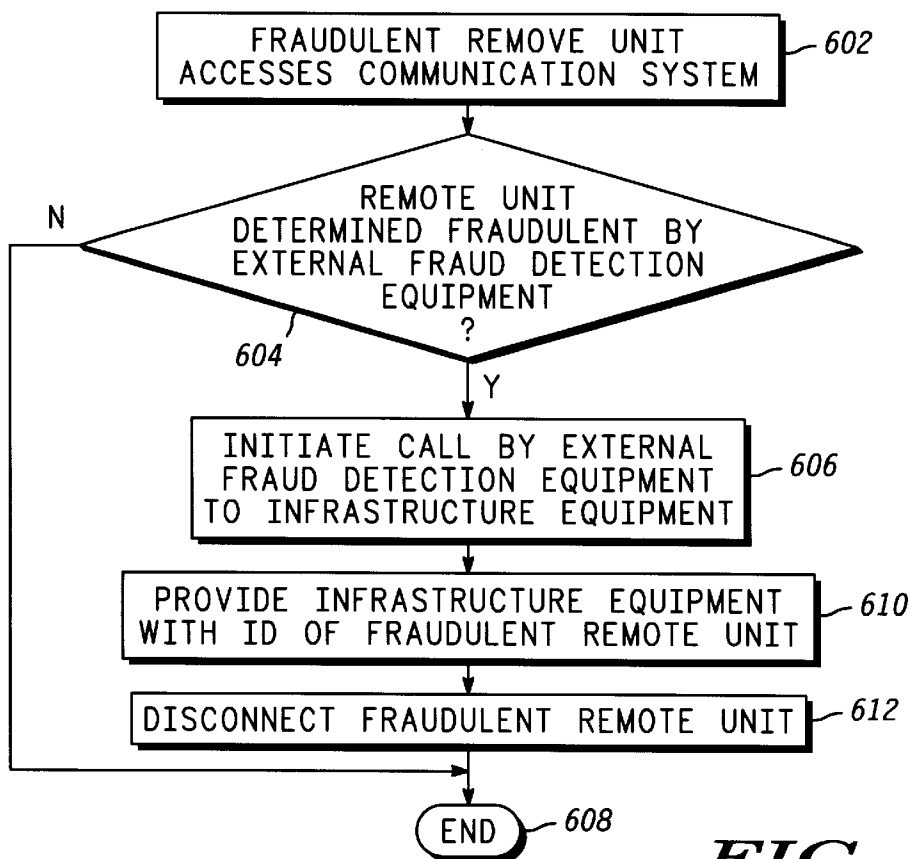 FRAUDULENT REMOVE UNIT
ACCESSES COMMUNICATION SYSTEM
602
N
REMOTE UNIT
DETERMINED FRAUDULENT BY
EXTERNAL FRAUD DETECTION
EQUIPMENT
?
604
Y
INITIATE CALL BY EXTERNAL
FRAUD DETECTION EQUIPMENT
TO INFRASTRUCTURE EQUIPMENT
606
PROVIDE INFRASTRUCTURE EQUIPMENT
WITH ID OF FRAUDULENT REMOTE UNIT
610
DISCONNECT FRAUDULENT REMOTE UNIT
612
END
608
FIG